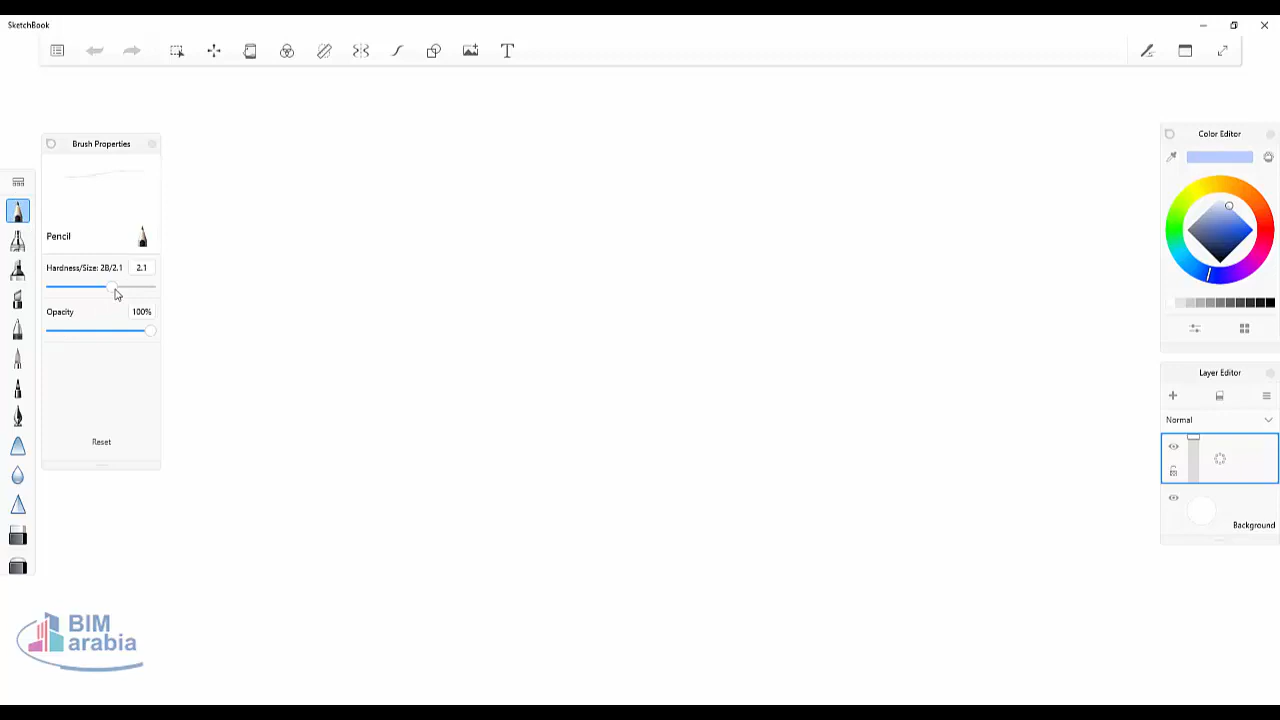 SketchBook
T
Brush Properties
Pencil
Hardness/Size: 2B/2.1 2.1
Opacity 100%
Reset
Color Editor
Layer Editor
Normal
Background
BIM
arabia